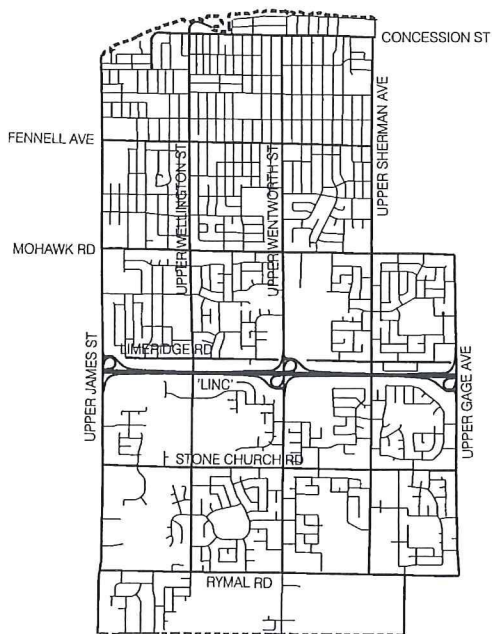 CONCESSION ST
UPPER SHERMAN AVE
FENNELL AVE
UPPER WELLINGTON ST
UPPER WENTWORTH ST
MOHAWK RD
LIMERIDGE RD
UPPER JAMES ST
'LINC'
UPPER GAGE AVE
STONE CHURCH RD
RYMAL RD